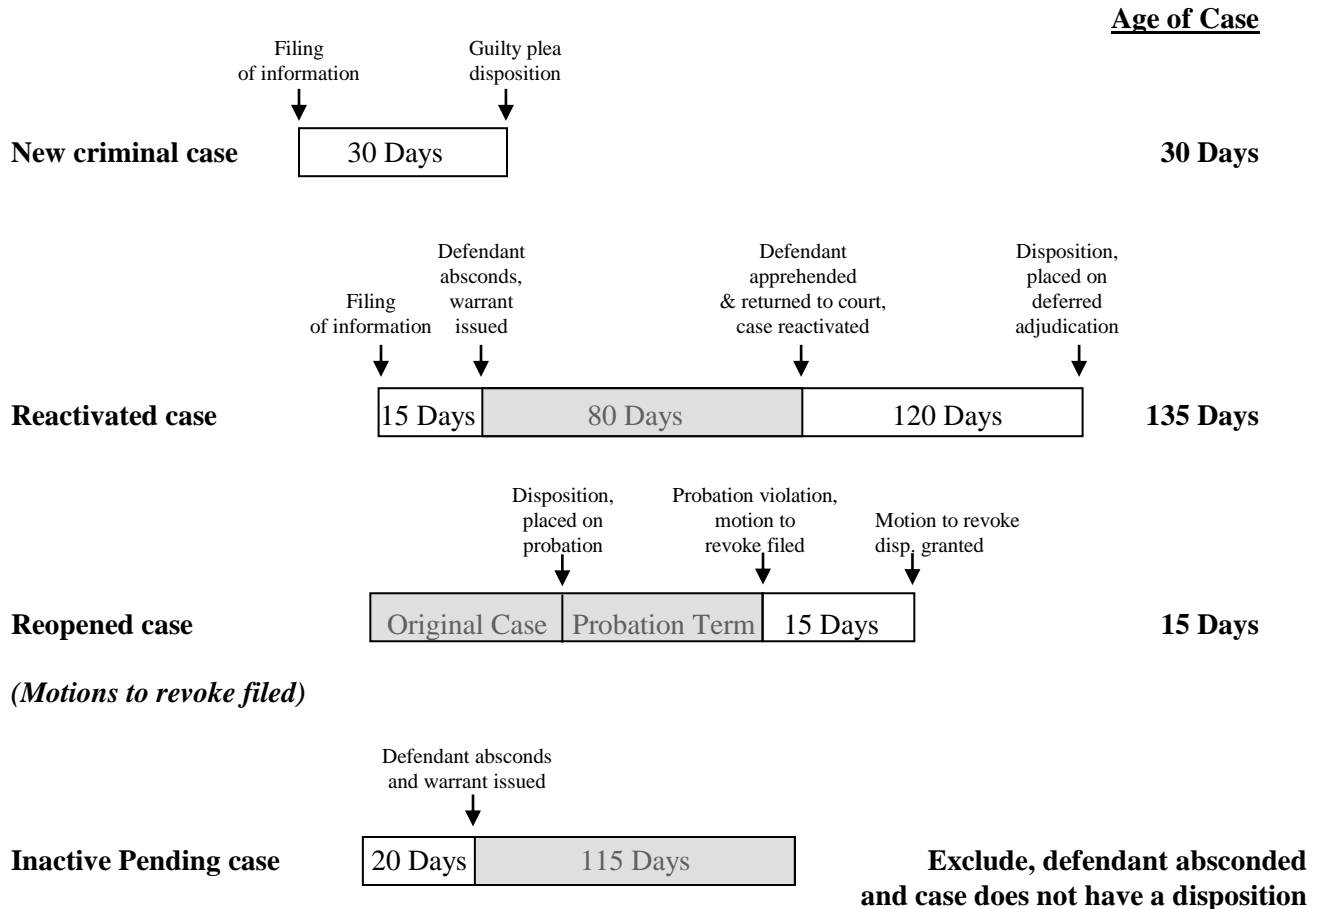 Age of Case
Filing
of information
Guilty plea
disposition
New criminal case
30 Days
30 Days
Filing
of information
Defendant
absconds,
warrant
issued
Defendant
apprehended
& returned to court,
case reactivated
Disposition,
placed on
deferred
adjudication
Reactivated case
15 Days
80 Days
120 Days
135 Days
Disposition,
placed on
probation
Probation violation,
motion to
revoke filed
Motion to revoke
disp. granted
Reopened case
Original Case
Probation Term
15 Days
15 Days
(Motions to revoke filed)
Defendant absconds
and warrant issued
Inactive Pending case
20 Days
115 Days
Exclude, defendant absconded
and case does not have a disposition